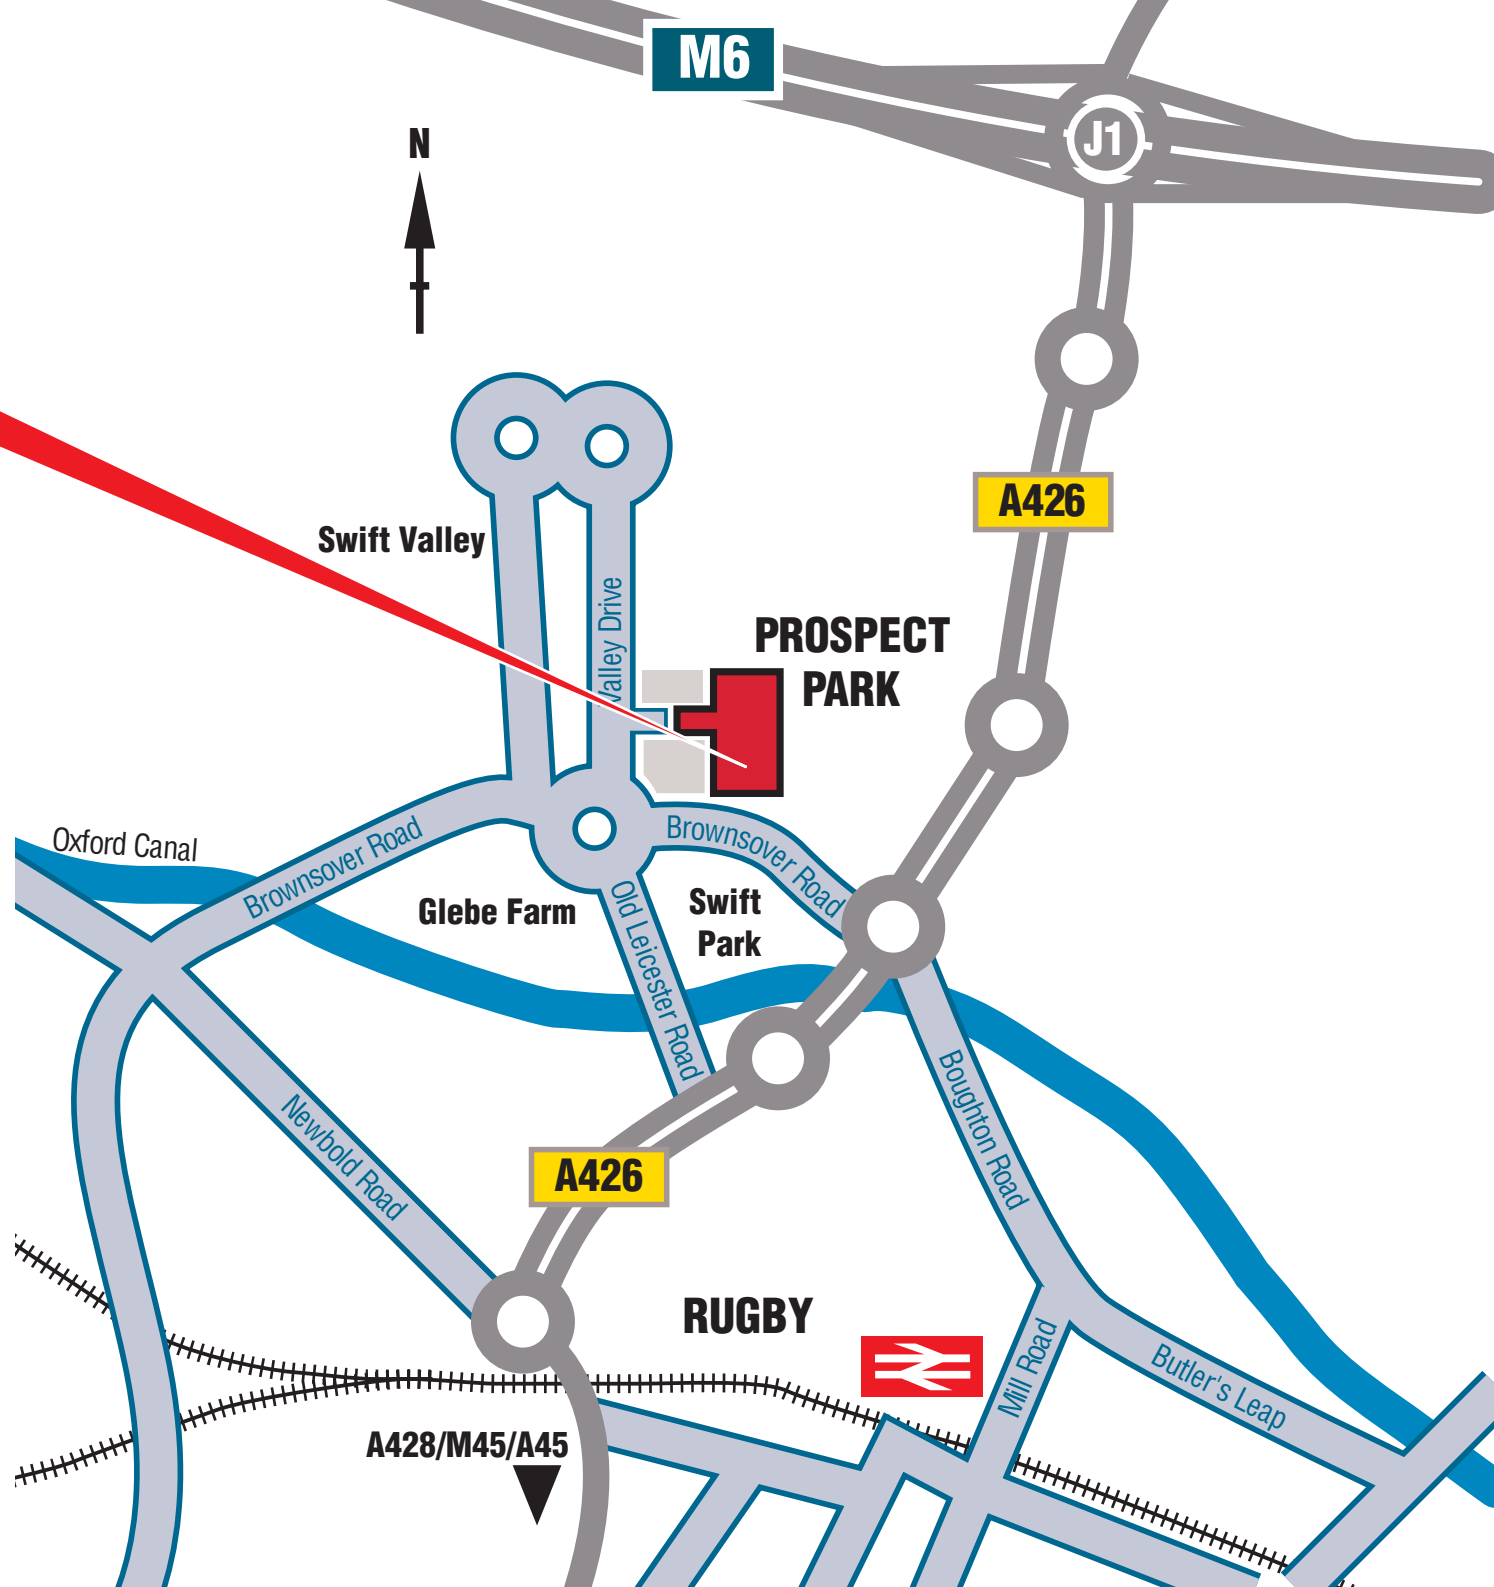 M6
J1
N
A426
Swift Valley
Valley Drive
PROSPECT
PARK
Oxford Canal
Brownsover Road
Brownsover Road
Glebe Farm
Old Leicester Road
Swift
Park
Boughton Road
Newbold Road
A426
RUGBY
Mill Road
Butler's Leap
A428/M45/A45